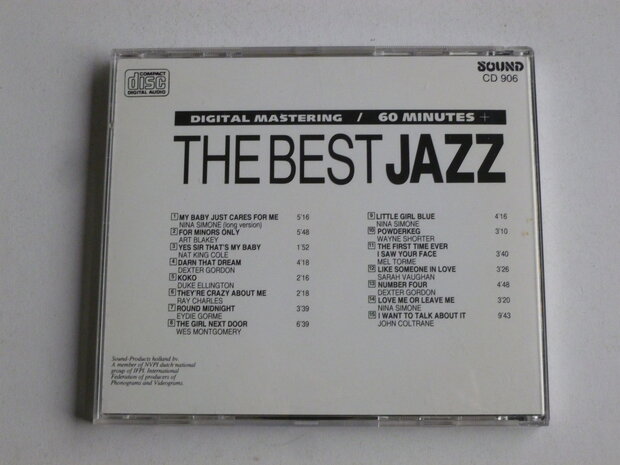 COMPACT
disc
DIGITAL AUDIO
SOUND
CD 906
DIGITAL MASTERING / 60 MINUTES +
THE BEST JAZZ
1 MY BABY JUST CARES FOR ME 5'16
NINA SIMONE (long version)
2 FOR MINORS ONLY 5'48
ART BLAKEY
3 YES SIR THAT'S MY BABY 1'52
NAT KING COLE
4 DARN THAT DREAM 4'18
DEXTER GORDON
5 KOKO 2'16
DUKE ELLINGTON
6 THEY'RE CRAZY ABOUT ME 2'18
RAY CHARLES
7 ROUND MIDNIGHT 3'39
EYDIE GORME
8 THE GIRL NEXT DOOR 6'39
WES MONTGOMERY
9 LITTLE GIRL BLUE 4'16
NINA SIMONE
10 POWDERKEG 3'10
WAYNE SHORTER
11 THE FIRST TIME EVER
I SAW YOUR FACE 3'40
MEL TORME
12 LIKE SOMEONE IN LOVE 3'26
SARAH VAUGHAN
13 NUMBER FOUR 4'48
DEXTER GORDON
14 LOVE ME OR LEAVE ME 3'20
NINA SIMONE
15 I WANT TO TALK ABOUT IT 9'43
JOHN COLTRANE
Sound-Products holland bv.
A member of NVPI dutch national
group of IFPI. International
Federation of producers of
Phonograms and Videograms.